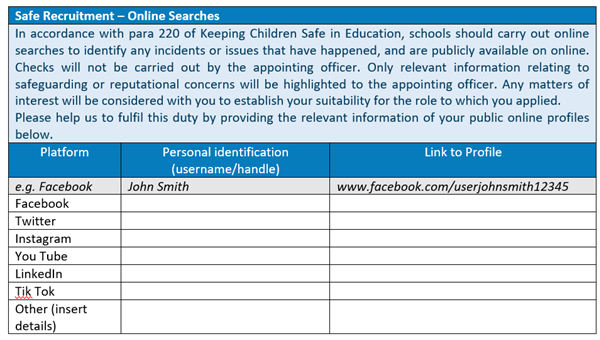 Safe Recruitment – Online Searches
In accordance with para 220 of Keeping Children Safe in Education, schools should carry out online
searches to identify any incidents or issues that have happened, and are publicly available on online.
Checks will not be carried out by the appointing officer. Only relevant information relating to
safeguarding or reputational concerns will be highlighted to the appointing officer. Any matters of
interest will be considered with you to establish your suitability for the role to which you applied.
Please help us to fulfil this duty by providing the relevant information of your public online profiles
below.
Platform Personal identification (username/handle) Link to Profile
e.g. Facebook John Smith www.facebook.com/userjohnsmith12345
Facebook
Twitter
Instagram
You Tube
LinkedIn
Tik Tok
Other (insert
details)